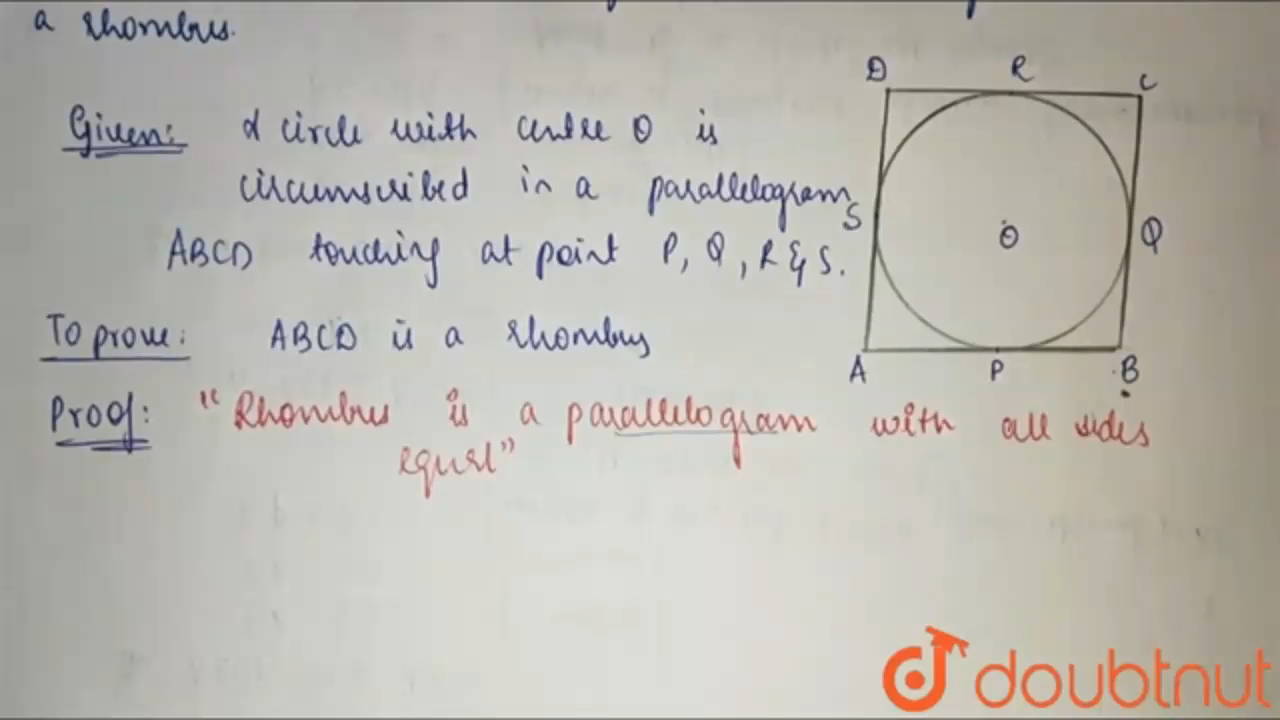 a rhombus.
Given: A circle with centre O is
circumscribed in a parallelogram
ABCD touching at point P, Q, R & S.
To prove: ABCD is a rhombus
Proof: "Rhombus is a parallelogram with all sides
equal"
D R C
S O Q
A P B
doubtnut